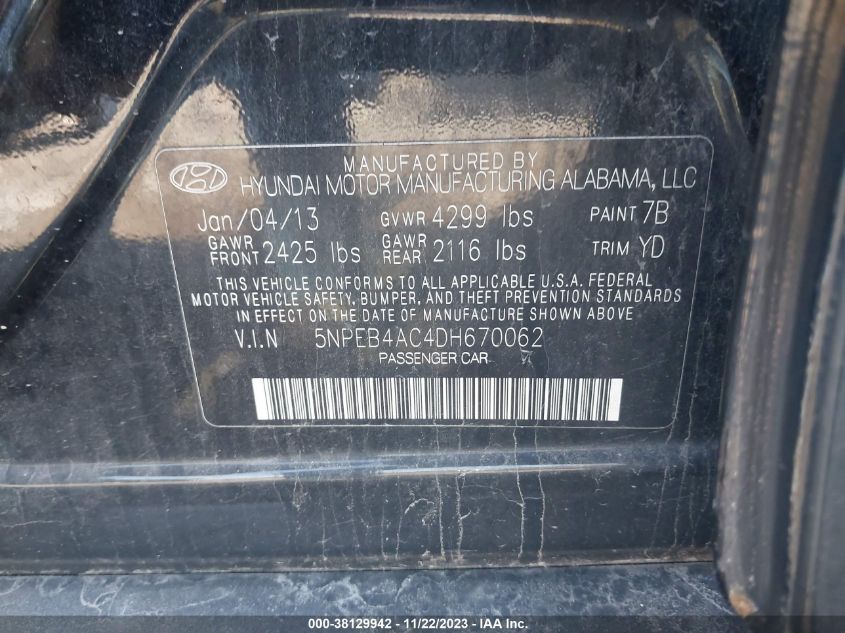 MANUFACTURED BY
HYUNDAI MOTOR MANUFACTURING ALABAMA, LLC
Jan/04/13 GVWR 4299 lbs PAINT 7B
GAWR FRONT 2425 lbs GAWR REAR 2116 lbs TRIM YD
THIS VEHICLE CONFORMS TO ALL APPLICABLE U.S.A. FEDERAL
MOTOR VEHICLE SAFETY, BUMPER, AND THEFT PREVENTION STANDARDS
IN EFFECT ON THE DATE OF MANUFACTURE SHOWN ABOVE.
V.I.N 5NPEB4AC4DH670062
PASSENGER CAR
000-38129942 - 11/22/2023 - IAA Inc.